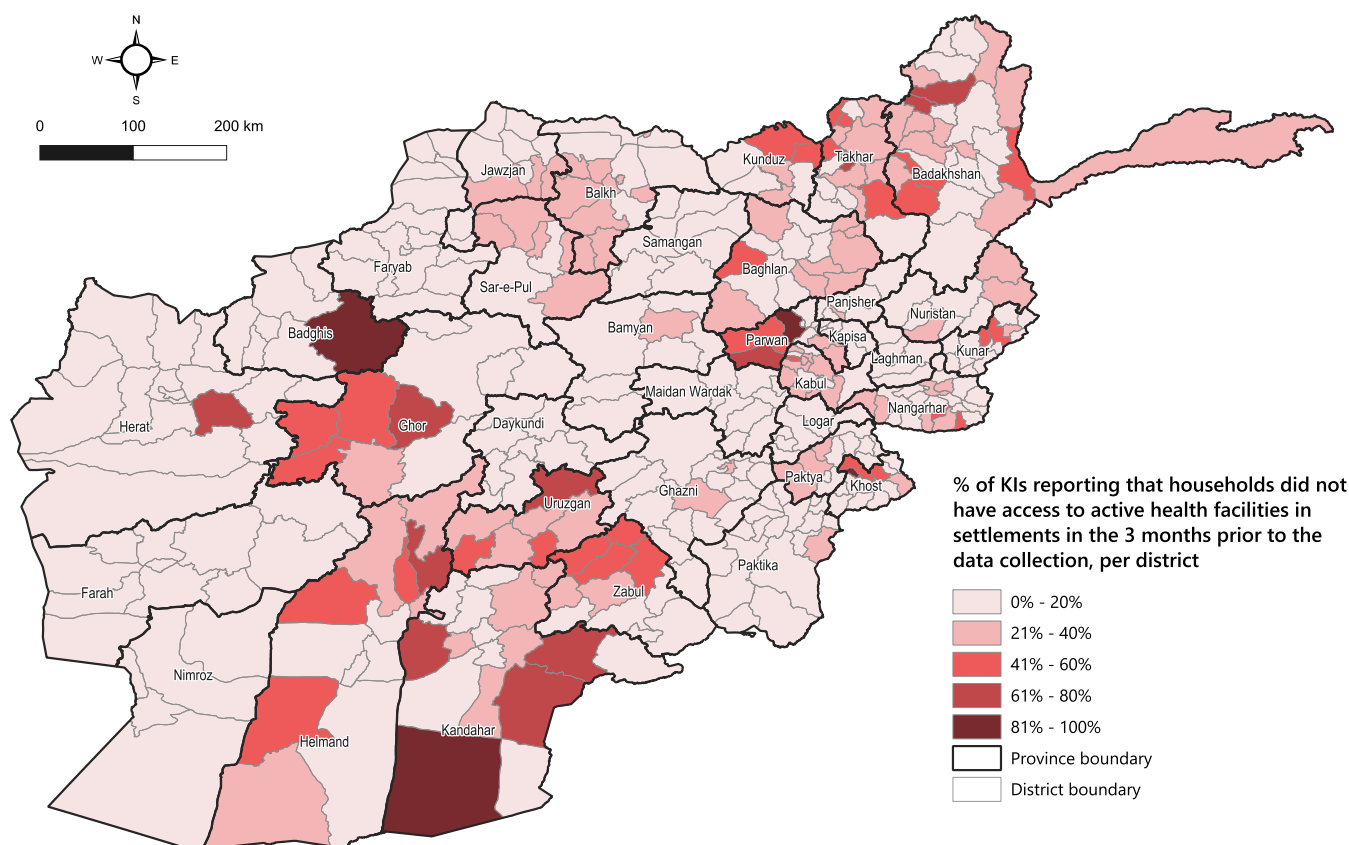 N
W E
S
0 100 200 km
Jawzjan
Balkh
Kunduz
Takhar
Badakhshan
Faryab
Samangan
Sar-e-Pul
Baghlan
Badghis
Bamyan
Panjsher
Nuristan
Parwan
Kapisa
Laghman
Kunar
Kabul
Maidan Wardak
Nangarhar
Herat
Ghor
Daykundi
Logar
Paktya
Khost
Ghazni
Uruzgan
Paktika
Farah
Zabul
Nimroz
Helmand
Kandahar
% of KIs reporting that households did not
have access to active health facilities in
settlements in the 3 months prior to the
data collection, per district
0% - 20%
21% - 40%
41% - 60%
61% - 80%
81% - 100%
Province boundary
District boundary